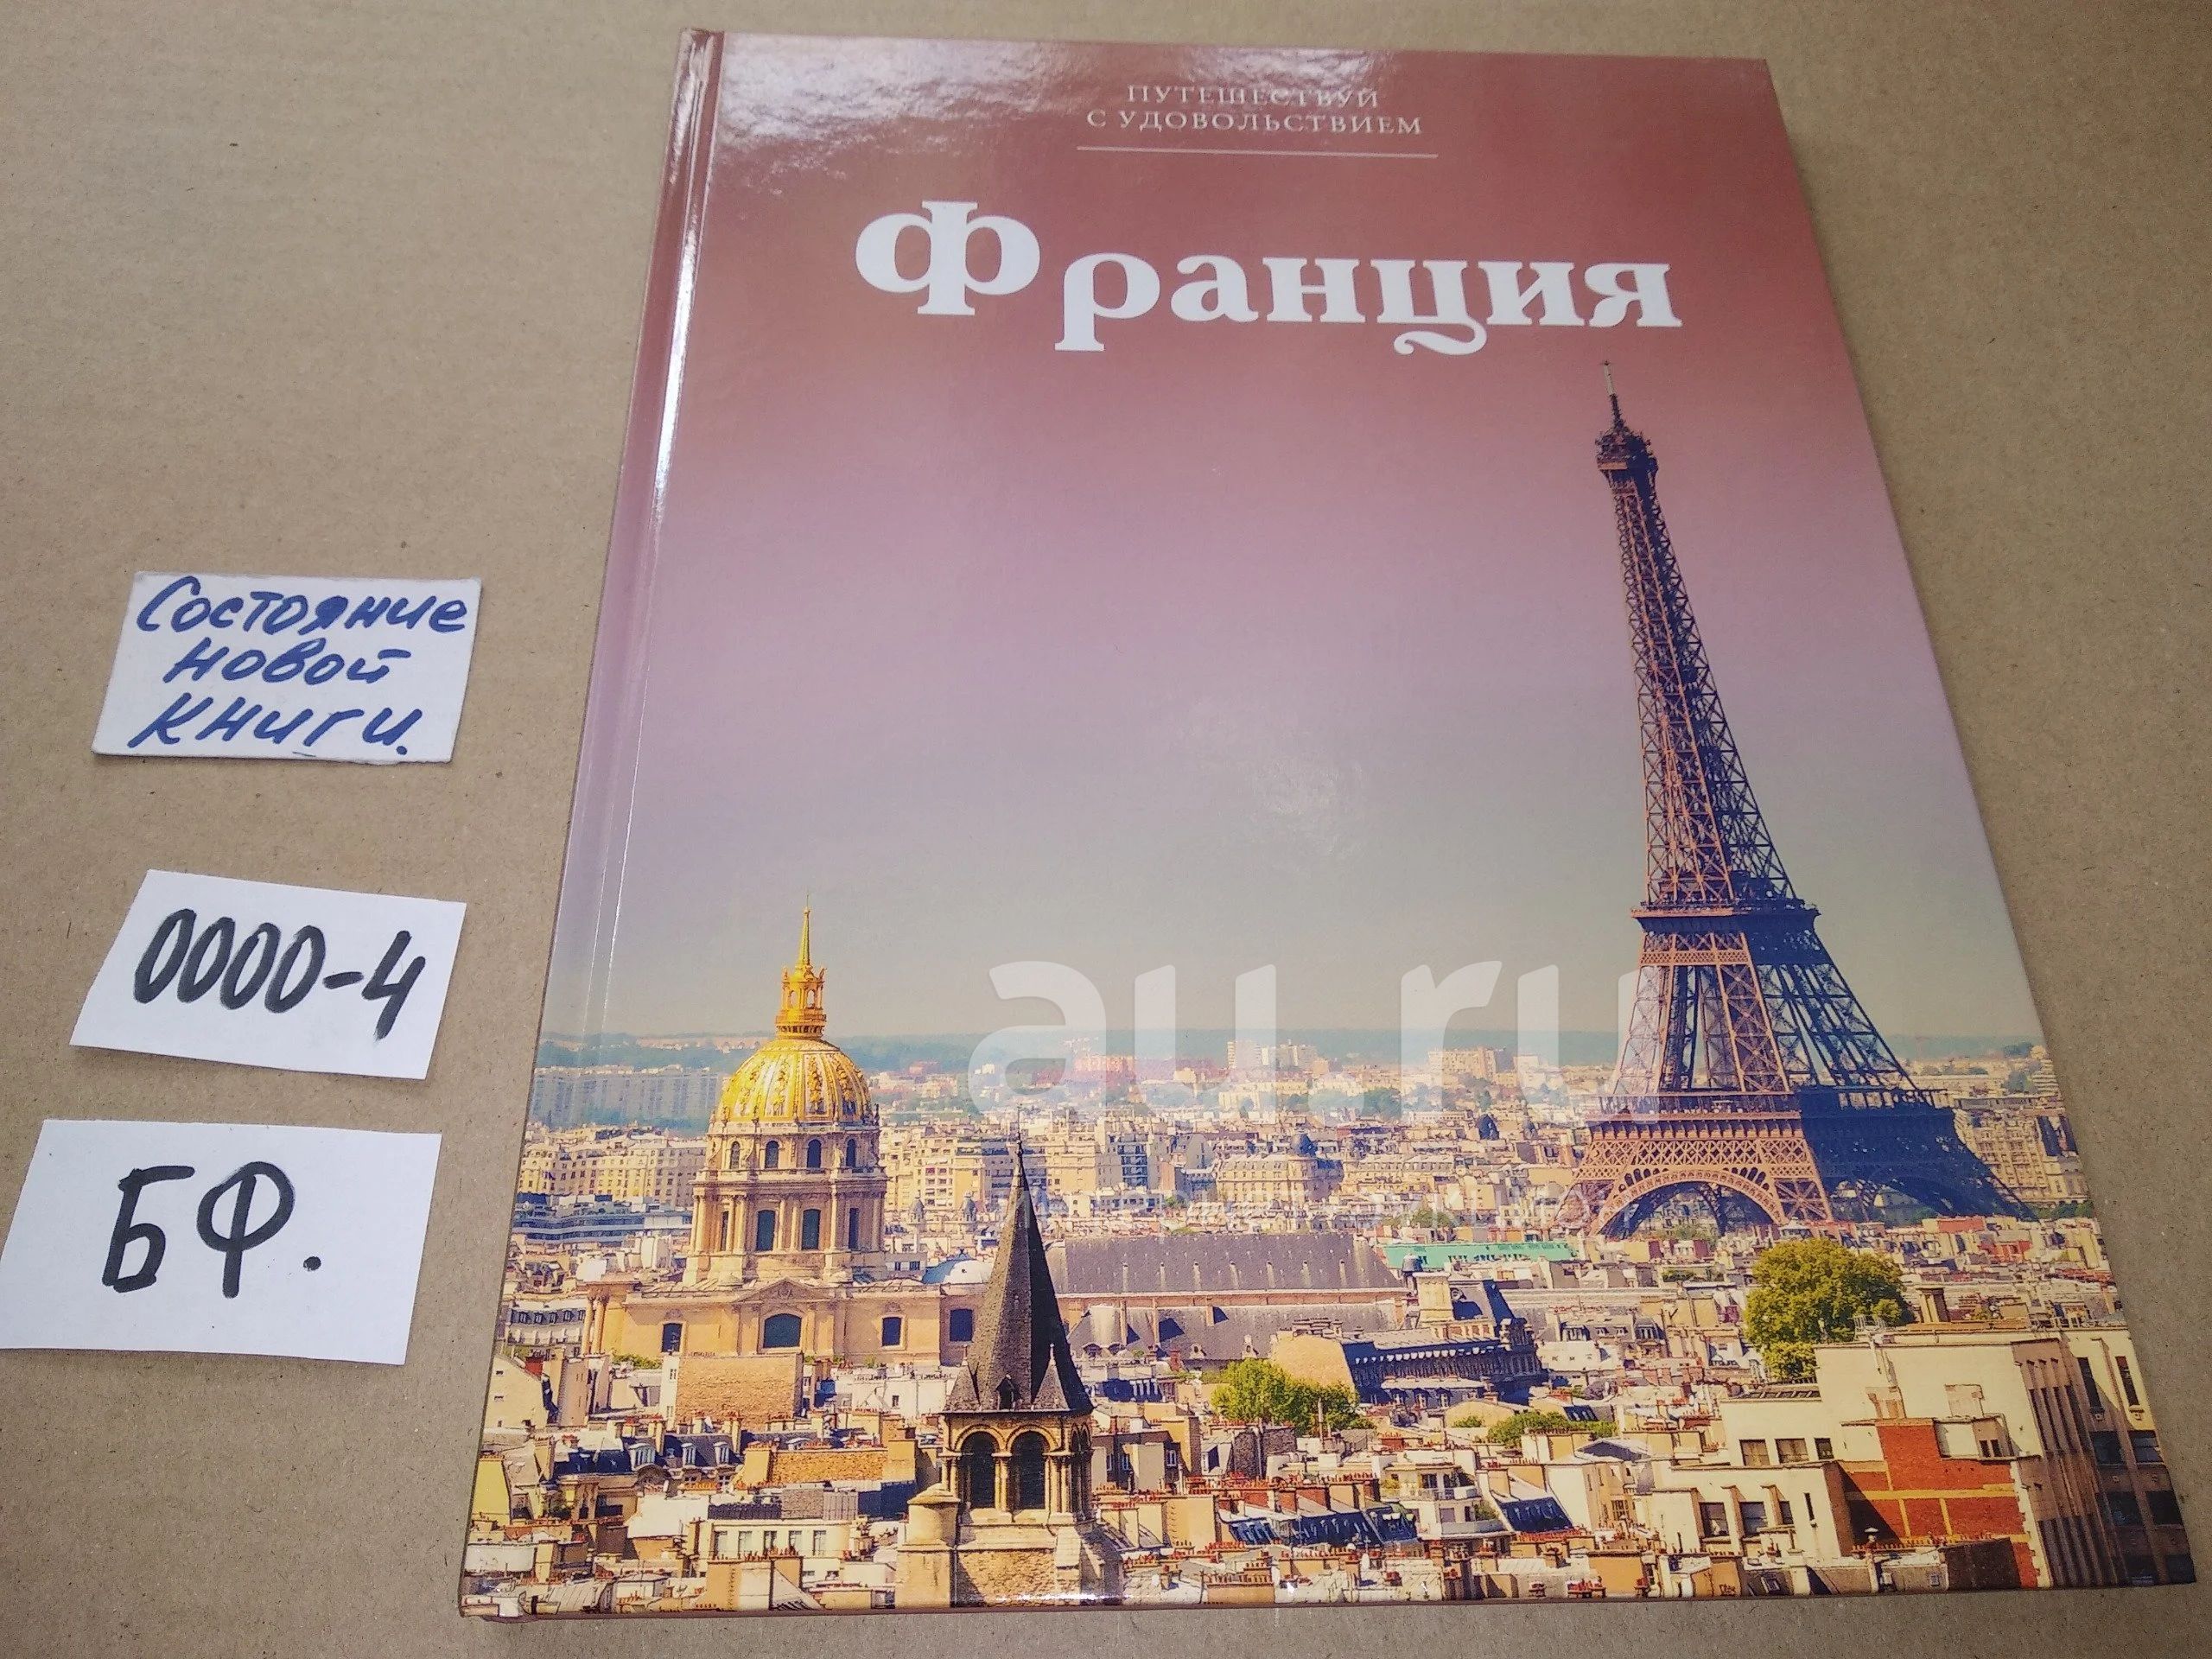 ПУТЕШЕСТВУЙ
С УДОВОЛЬСТВИЕМ
Франция
Состояние
новой
книги.
0000-4
БФ.
au.ru